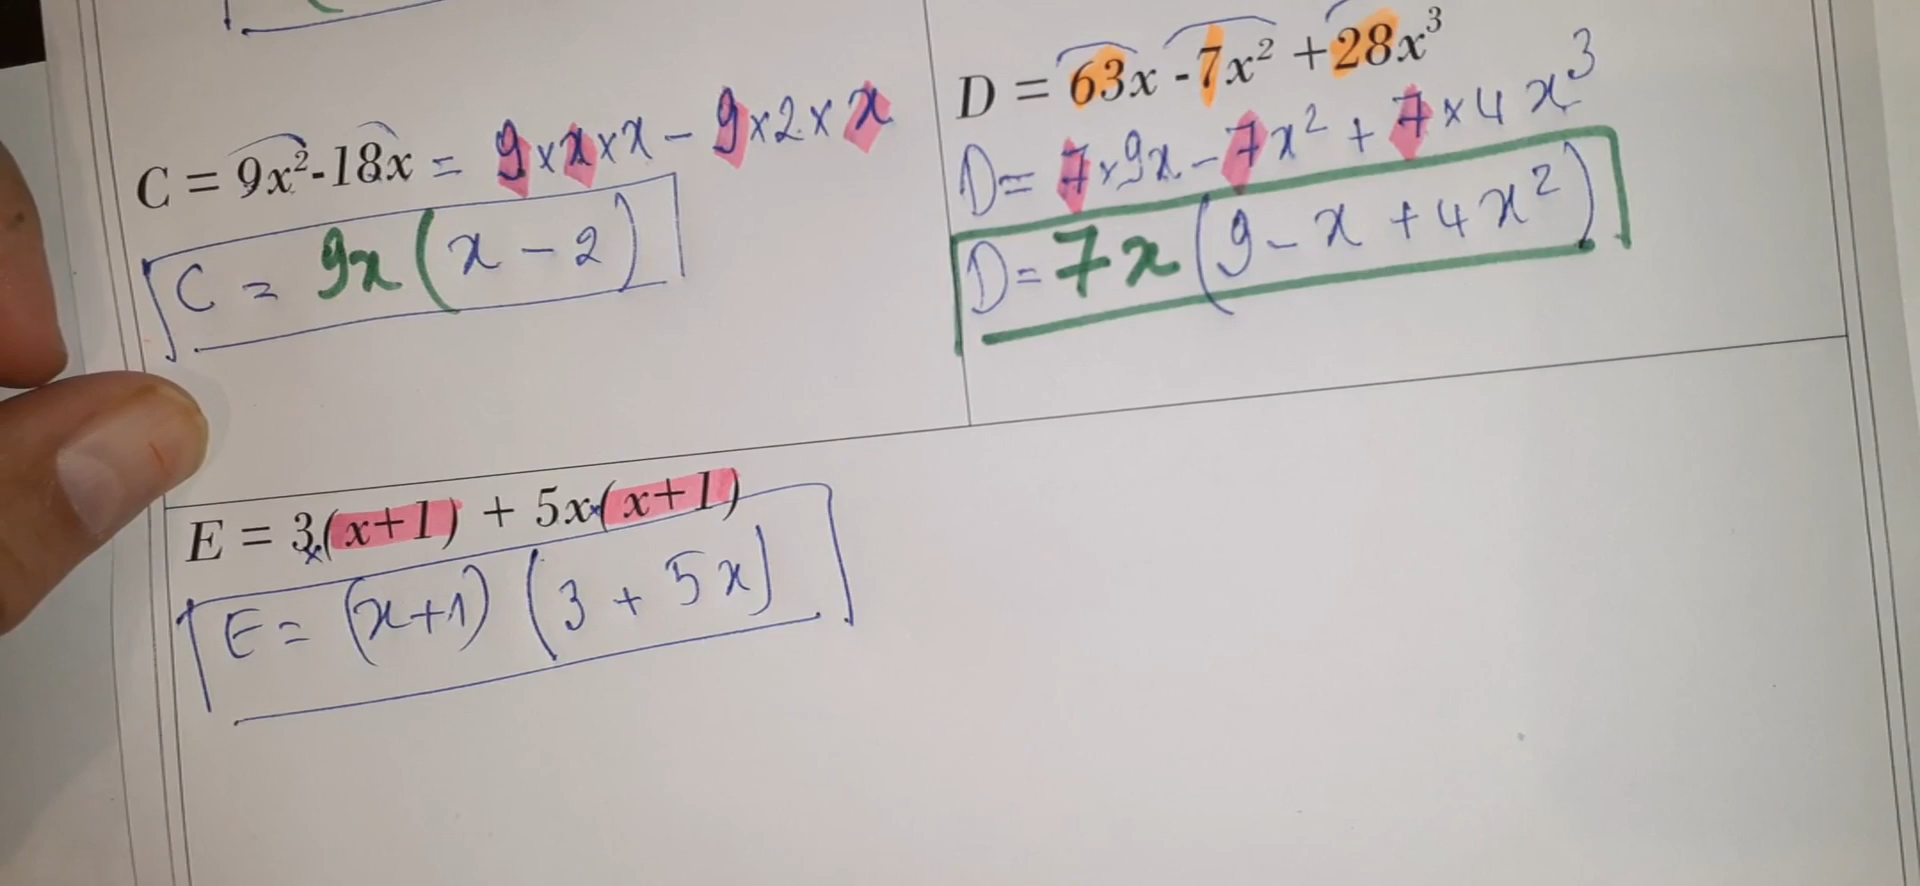 C = 9x²-18x = 9×x×x - 9×2×x
C = 9x(x - 2)
D = 63x -7x² +28x³
D = 7×9x - 7x² + 7×4x³
D = 7x(9 - x + 4x²)
E = 3(x+1) + 5x(x+1)
E = (x+1)(3 + 5x)